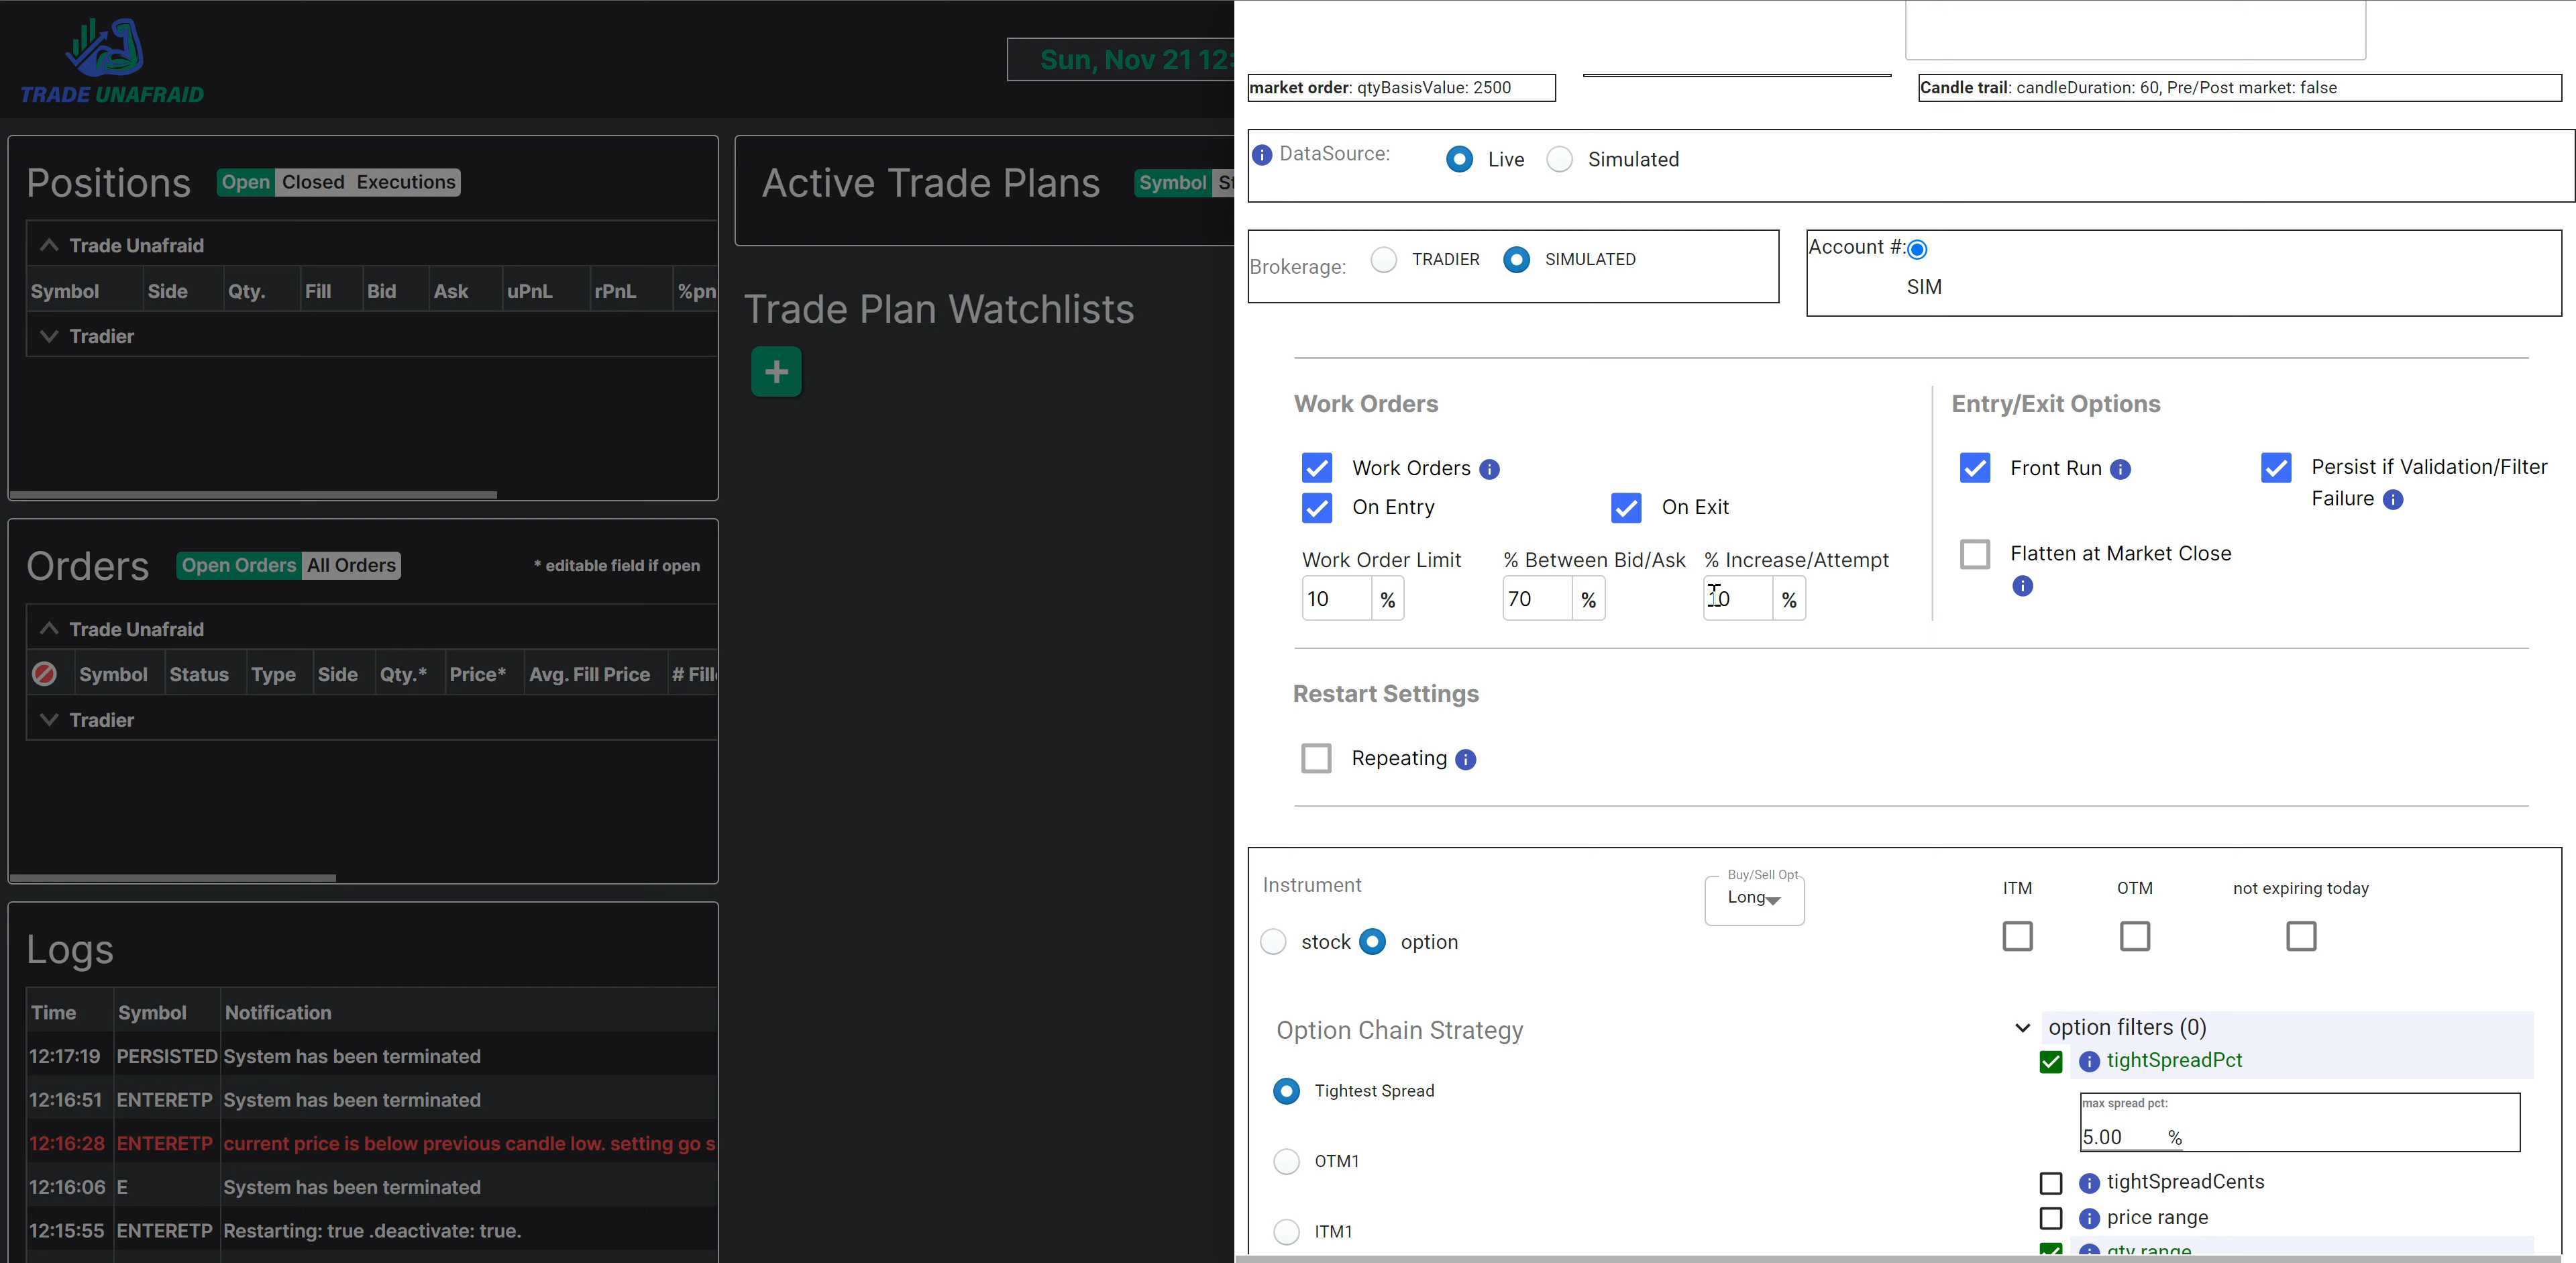 TRADE UNAFRAID
Sun, Nov 21 12:
Positions
Open Closed Executions
Trade Unafraid
Symbol Side Qty. Fill Bid Ask uPnL rPnL %pn
Tradier
Orders
Open Orders All Orders
* editable field if open
Trade Unafraid
Symbol Status Type Side Qty.* Price* Avg. Fill Price # Fill
Tradier
Logs
Time Symbol Notification
12:17:19 PERSISTED System has been terminated
12:16:51 ENTERETP System has been terminated
12:16:28 ENTERETP current price is below previous candle low. setting go s
12:16:06 E System has been terminated
12:15:55 ENTERETP Restarting: true .deactivate: true.
Active Trade Plans
Symbol St
Trade Plan Watchlists
+
market order: qtyBasisValue: 2500
Candle trail: candleDuration: 60, Pre/Post market: false
DataSource: Live Simulated
Brokerage: TRADIER SIMULATED
Account #:
SIM
Work Orders
Work Orders
On Entry On Exit
Work Order Limit % Between Bid/Ask % Increase/Attempt
10 % 70 % 10 %
Entry/Exit Options
Front Run
Persist if Validation/Filter
Failure
Flatten at Market Close
Restart Settings
Repeating
Instrument
stock option
Buy/Sell Opt
Long
ITM OTM not expiring today
Option Chain Strategy
Tightest Spread
OTM1
ITM1
option filters (0)
tightSpreadPct
max spread pct:
5.00 %
tightSpreadCents
price range
qty range